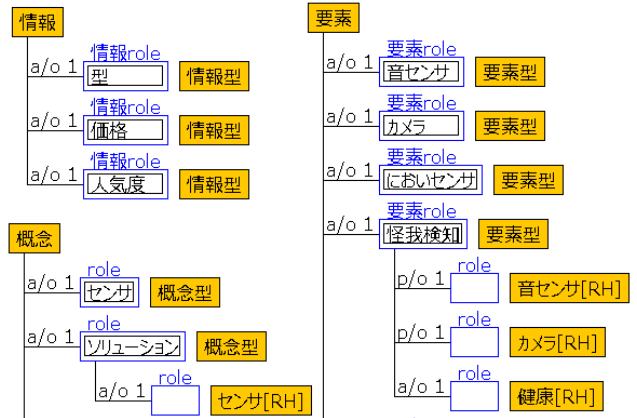 情報
情報role
a/o 1 型 情報型
情報role
a/o 1 価格 情報型
情報role
a/o 1 人気度 情報型
概念
role
a/o 1 センサ 概念型
role
a/o 1 ソリューション 概念型
role
a/o 1 センサ[RH]
要素
要素role
a/o 1 音センサ 要素型
要素role
a/o 1 カメラ 要素型
要素role
a/o 1 においセンサ 要素型
要素role
a/o 1 怪我検知 要素型
role
p/o 1 音センサ[RH]
role
p/o 1 カメラ[RH]
role
a/o 1 健康[RH]